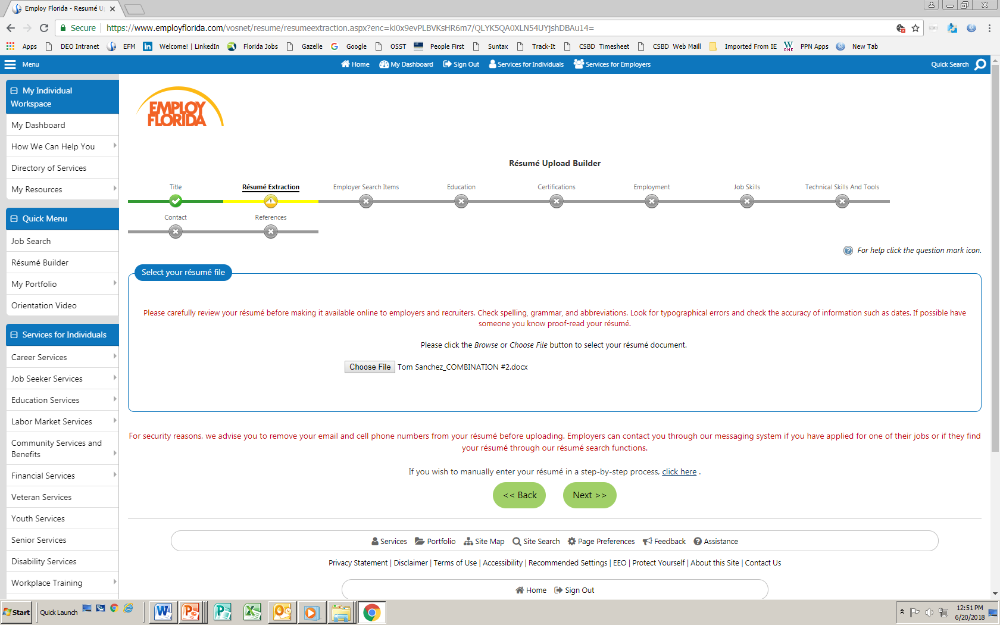 Employ Florida - Résumé U
Secure https://www.employflorida.com/vosnet/resume/resumeextraction.aspx?enc=ki0x9evPLBVKsHR6m7/QLYK5QA0XLN54UYjshDBAu14=
Apps DEO Intranet EFM Welcome! | LinkedIn Florida Jobs Gazelle Google OSST People First Suntax Track-It CSBD Timesheet CSBD Web Maill Imported From IE PPN Apps New Tab
Menu Home My Dashboard Sign Out Services for Individuals Services for Employers Quick Search
My Individual
Workspace
My Dashboard
How We Can Help You
Directory of Services
My Resources
Quick Menu
Job Search
Résumé Builder
My Portfolio
Orientation Video
Services for Individuals
Career Services
Job Seeker Services
Education Services
Labor Market Services
Community Services and
Benefits
Financial Services
Veteran Services
Youth Services
Senior Services
Disability Services
Workplace Training
EMPLOY
FLORIDA
Résumé Upload Builder
Title Résumé Extraction Employer Search Items Education Certifications Employment Job Skills Technical Skills And Tools
Contact References
For help click the question mark icon.
Select your résumé file
Please carefully review your résumé before making it available online to employers and recruiters. Check spelling, grammar, and abbreviations. Look for typographical errors and check the accuracy of information such as dates. If possible have
someone you know proof-read your résumé.
Please click the Browse or Choose File button to select your résumé document.
Choose File Tom Sanchez_COMBINATION #2.docx
For security reasons, we advise you to remove your email and cell phone numbers from your résumé before uploading. Employers can contact you through our messaging system if you have applied for one of their jobs or if they find
your résumé through our résumé search functions.
If you wish to manually enter your résumé in a step-by-step process, click here .
<< Back Next >>
Services Portfolio Site Map Site Search Page Preferences Feedback Assistance
Privacy Statement | Disclaimer | Terms of Use | Accessibility | Recommended Settings | EEO | Protect Yourself | About this Site | Contact Us
Home Sign Out
Start Quick Launch
12:51 PM
6/20/2018